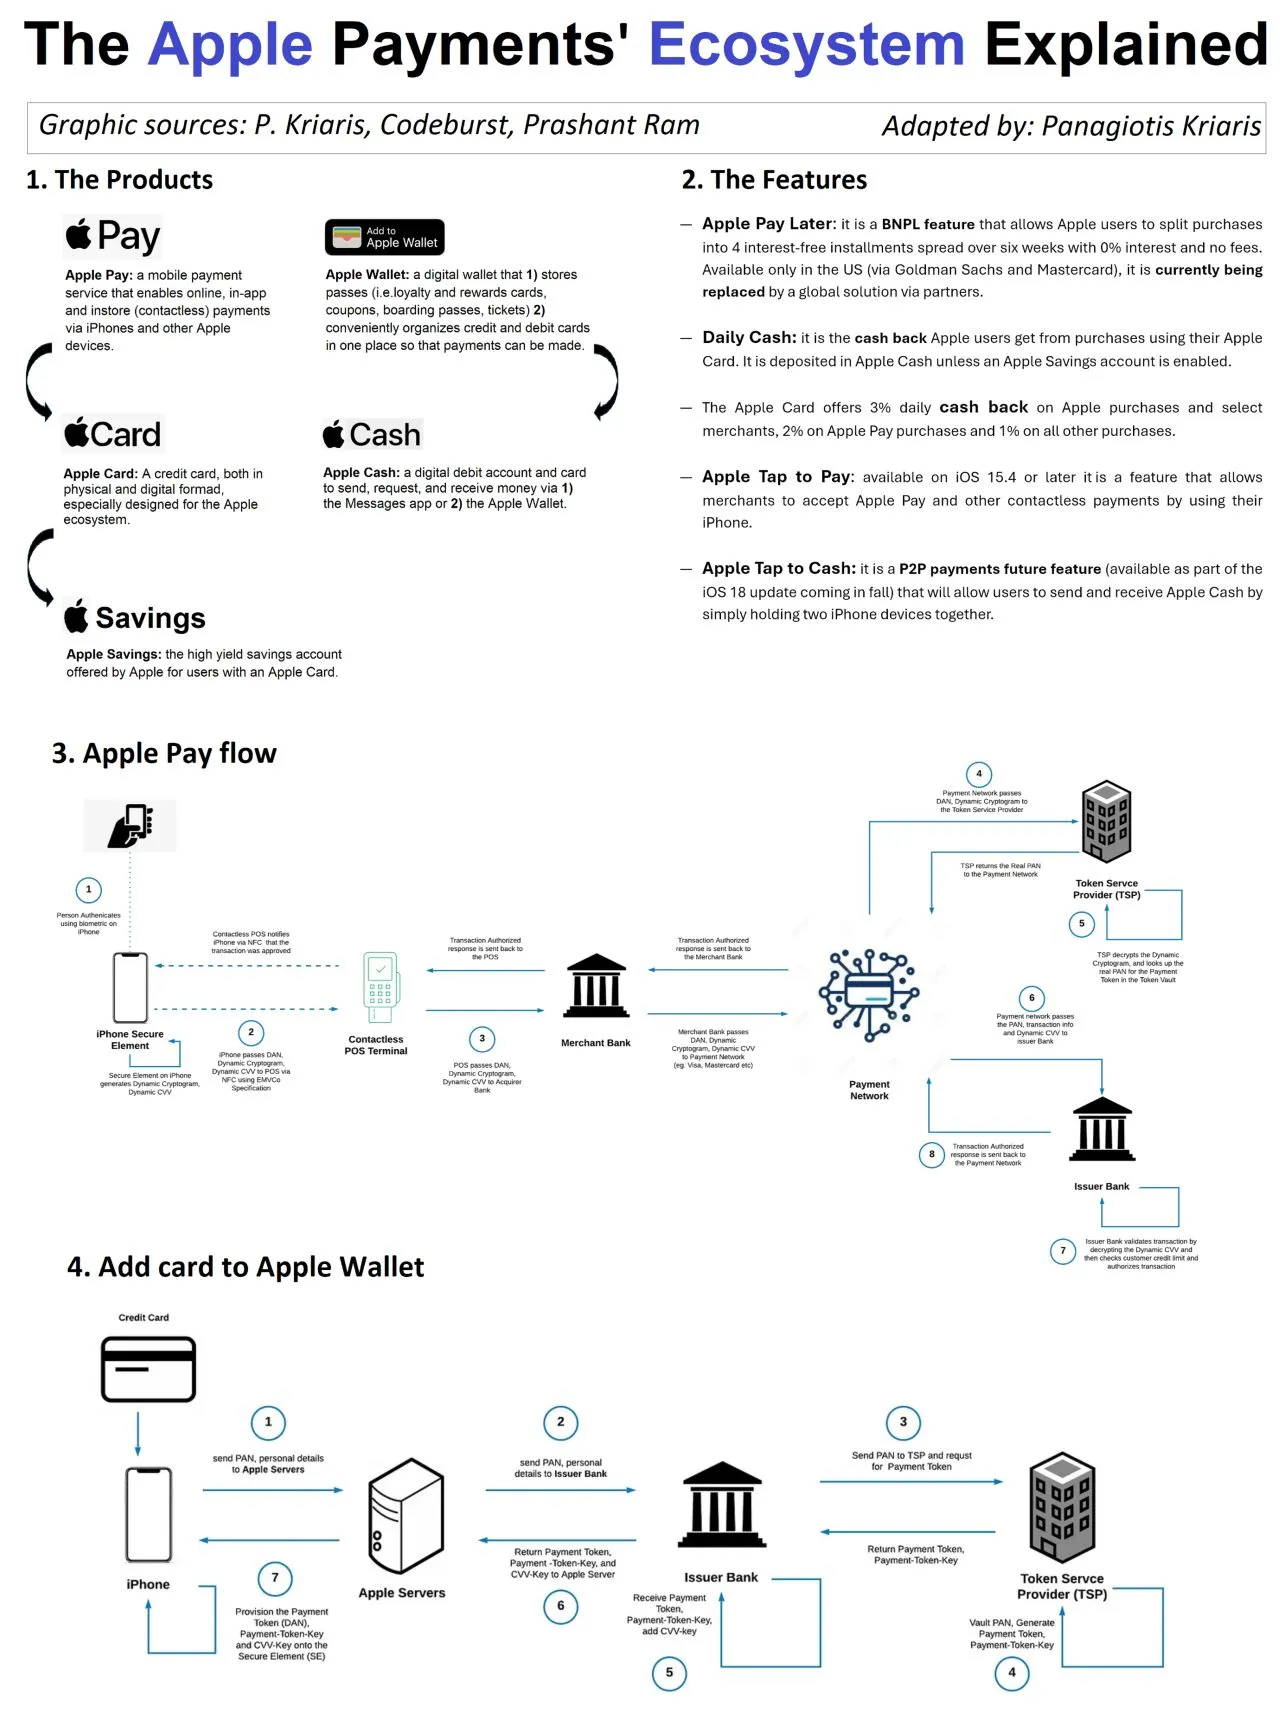 The Apple Payments' Ecosystem Explained
Graphic sources: P. Kriaris, Codeburst, Prashant Ram
Adapted by: Panagiotis Kriaris
1. The Products
Pay
Apple Pay: a mobile payment
service that enables online, in-app
and instore (contactless) payments
via iPhones and other Apple
devices.
Add to
Apple Wallet
Apple Wallet: a digital wallet that 1) stores
passes (i.e.loyalty and rewards cards,
coupons, boarding passes, tickets) 2)
conveniently organizes credit and debit cards
in one place so that payments can be made.
Card
Apple Card: A credit card, both in
physical and digital formad,
especially designed for the Apple
ecosystem.
Cash
Apple Cash: a digital debit account and card
to send, request, and receive money via 1)
the Messages app or 2) the Apple Wallet.
Savings
Apple Savings: the high yield savings account
offered by Apple for users with an Apple Card.
2. The Features
— Apple Pay Later: it is a BNPL feature that allows Apple users to split purchases
into 4 interest-free installments spread over six weeks with 0% interest and no fees.
Available only in the US (via Goldman Sachs and Mastercard), it is currently being
replaced by a global solution via partners.
— Daily Cash: it is the cash back Apple users get from purchases using their Apple
Card. It is deposited in Apple Cash unless an Apple Savings account is enabled.
— The Apple Card offers 3% daily cash back on Apple purchases and select
merchants, 2% on Apple Pay purchases and 1% on all other purchases.
— Apple Tap to Pay: available on iOS 15.4 or later it is a feature that allows
merchants to accept Apple Pay and other contactless payments by using their
iPhone.
— Apple Tap to Cash: it is a P2P payments future feature (available as part of the
iOS 18 update coming in fall) that will allow users to send and receive Apple Cash by
simply holding two iPhone devices together.
3. Apple Pay flow
1
Person Authenicates
using biometric on
iPhone
iPhone Secure
Element
Secure Element on iPhone
generates Dynamic Cryptogram,
Dynamic CVV
Contactless POS notifies
iPhone via NFC that the
transaction was approved
2
iPhone passes DAN,
Dynamic Cryptogram,
Dynamic CVV to POS via
NFC using EMVCo
Specification
Contactless
POS Terminal
Transaction Authorized
response is sent back to
the POS
3
POS passes DAN,
Dynamic Cryptogram,
Dynamic CVV to Acquirer
Bank
Merchant Bank
Transaction Authorized
response is sent back to
the Merchant Bank
Merchant Bank passes
DAN, Dynamic
Cryptogram, Dynamic CVV
to Payment Network
(eg. Visa, Mastercard etc)
Payment
Network
4
Payment Network passes
DAN, Dynamic Cryptogram to
the Token Service Provider
TSP returns the Real PAN
to the Payment Network
Token Servce
Provider (TSP)
5
TSP decrypts the Dynamic
Cryptogram, and looks up the
real PAN for the Payment
Token in the Token Vault
6
Payment network passes
the PAN, transaction info
and Dynamic CVV to
issuer Bank
8
Transaction Authorized
response is sent back to
the Payment Network
Issuer Bank
7
Issuer Bank validates transaction by
decrypting the Dynamic CVV and
then checks customer credit limit and
authorizes transaction
4. Add card to Apple Wallet
Credit Card
iPhone
1
send PAN, personal details
to Apple Servers
7
Provision the Payment
Token (DAN),
Payment-Token-Key
and CVV-Key onto the
Secure Element (SE)
Apple Servers
2
send PAN, personal
details to Issuer Bank
Return Payment Token,
Payment -Token-Key, and
CVV-Key to Apple Server
6
Issuer Bank
Receive Payment
Token,
Payment-Token-Key,
add CVV-key
5
3
Send PAN to TSP and requst
for Payment Token
Return Payment Token,
Payment-Token-Key
Token Servce
Provider (TSP)
Vault PAN, Generate
Payment Token,
Payment-Token-Key
4